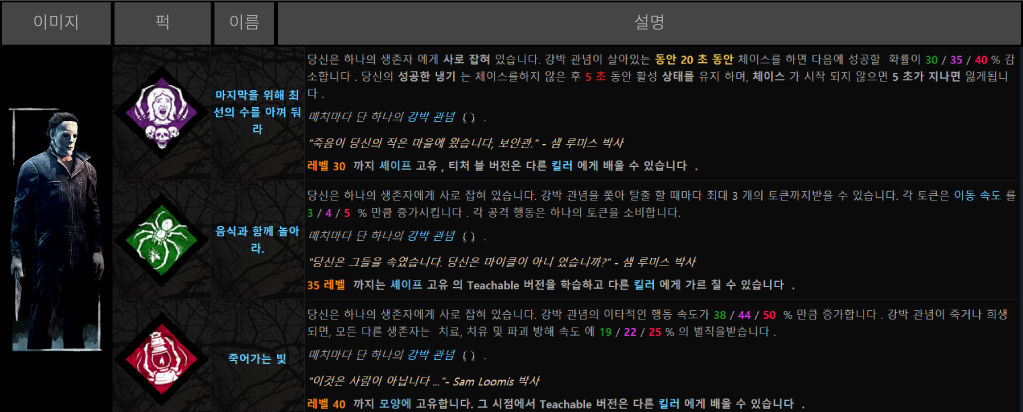 이미지 퍽 이름 설명
당신은 하나의 생존자 에게 사로 잡혀 있습니다. 강박 관념이 살아있는 동안 20 초 동안 체이스를 하면 다음에 성공할 확률이 30 / 35 / 40 % 감
소합니다 . 당신의 성공한 냉기 는 체이스를하지 않은 후 5 초 동안 활성 상태를 유지 하며, 체이스 가 시작 되지 않으면 5 초가 지나면 잃게됩니
다 .
마지막을 위해 최
선의 수를 아껴 둬
라
매치마다 단 하나의 강박 관념 ( ) .
"죽음이 당신의 작은 마을에 왔습니다, 보안관." - 샘 루미스 박사
레벨 30 까지 셰이프 고유 , 티처 블 버전은 다른 킬러 에게 배울 수 있습니다 .
당신은 하나의 생존자에게 사로 잡혀 있습니다. 강박 관념을 쫓아 탈출 할 때마다 최대 3 개의 토큰까지받을 수 있습니다. 각 토큰은 이동 속도 를
3 / 4 / 5 % 만큼 증가시킵니다 . 각 공격 행동은 하나의 토큰을 소비합니다.
음식과 함께 놀아
라.
매치마다 단 하나의 강박 관념 ( ) .
"당신은 그들을 속였습니다. 당신은 마이클이 아니 었습니까?" - 샘 루미스 박사
35 레벨 까지는 셰이프 고유 의 Teachable 버전을 학습하고 다른 킬러 에게 가르 칠 수 있습니다 .
당신은 하나의 생존자에게 사로 잡혀 있습니다. 강박 관념의 이타적인 행동 속도가 38 / 44 / 50 % 만큼 증가합니다 . 강박 관념이 죽거나 희생
되면, 모든 다른 생존자는 치료, 치유 및 파괴 방해 속도 에 19 / 22 / 25 % 의 벌칙을받습니다 .
죽어가는 빛
매치마다 단 하나의 강박 관념 ( ) .
"이것은 사람이 아닙니다 ..."- Sam Loomis 박사
레벨 40 까지 모양에 고유합니다. 그 시점에서 Teachable 버전은 다른 킬러 에게 배울 수 있습니다 .